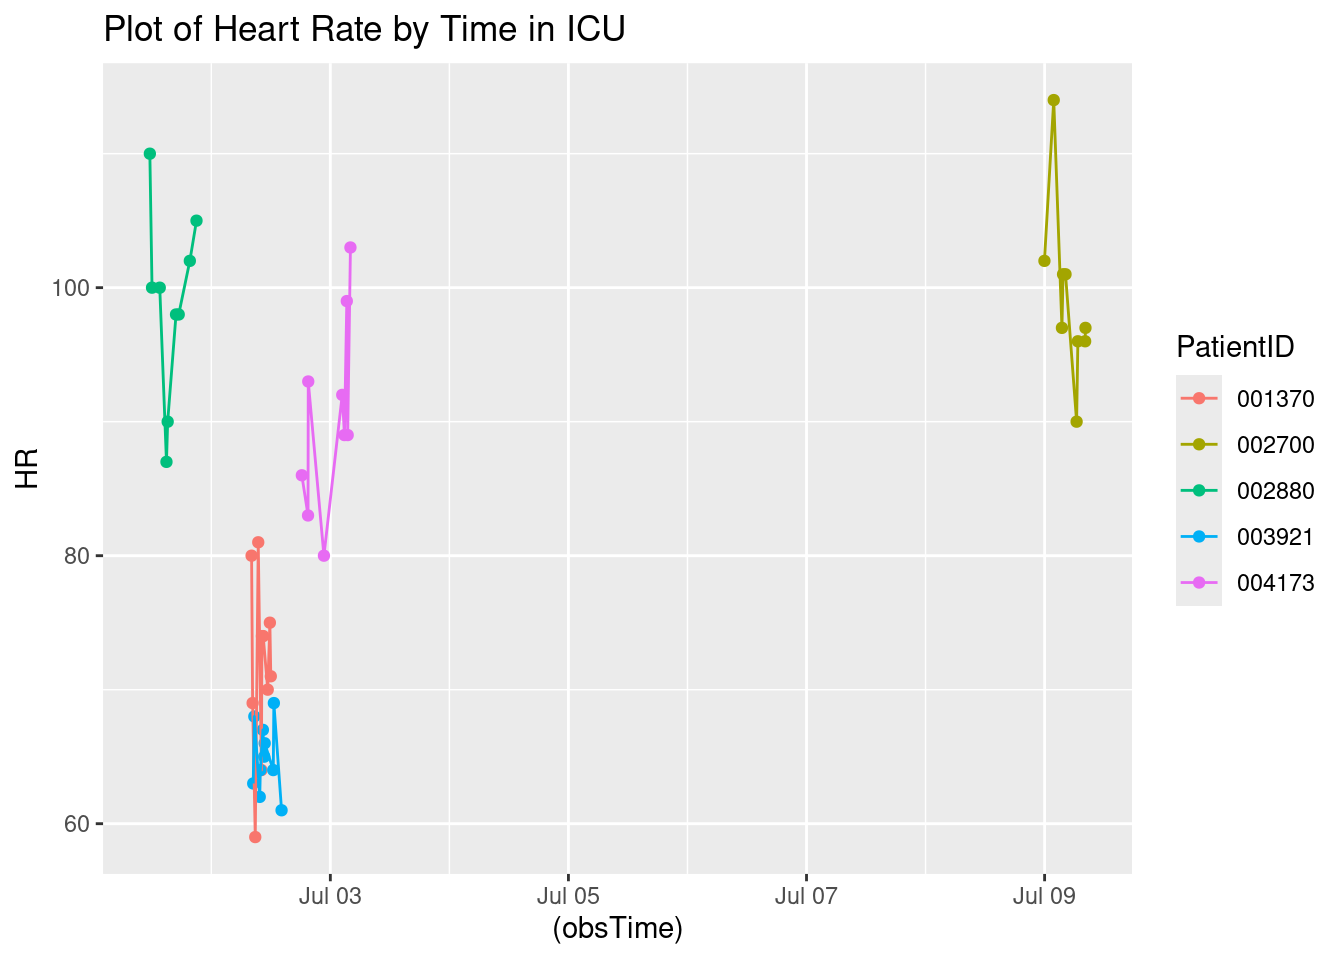 Plot of Heart Rate by Time in ICU
HR
100
80
60
Jul 03
Jul 05
Jul 07
Jul 09
(obsTime)
PatientID
001370
002700
002880
003921
004173